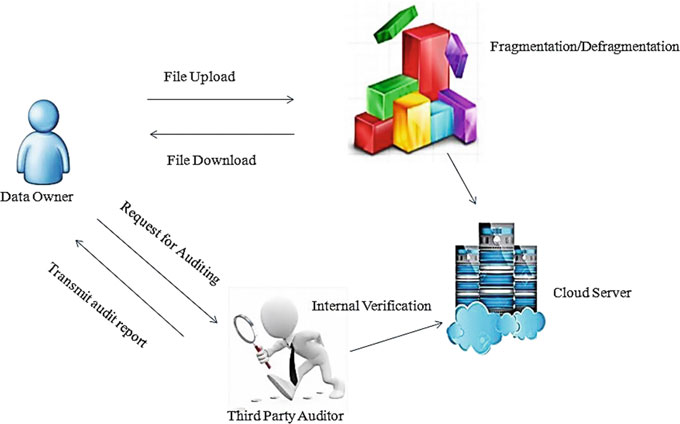 Fragmentation/Defragmentation
File Upload
File Download
Data Owner
Request for Auditing
Transmit audit report
Internal Verification
Cloud Server
Third Party Auditor